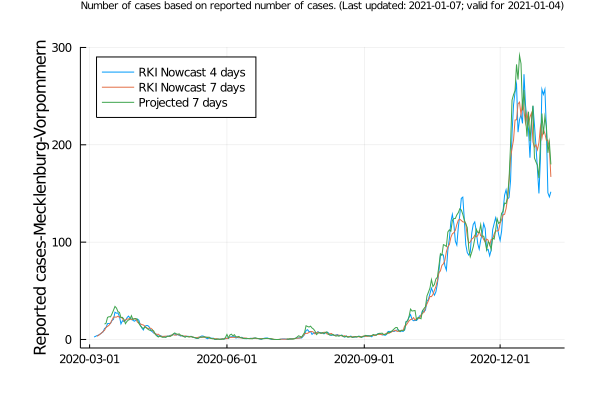 Number of cases based on reported number of cases. (Last updated: 2021-01-07; valid for 2021-01-04)
Reported cases-Mecklenburg-Vorpommern
300
200
100
0
RKI Nowcast 4 days
RKI Nowcast 7 days
Projected 7 days
2020-03-01
2020-06-01
2020-09-01
2020-12-01